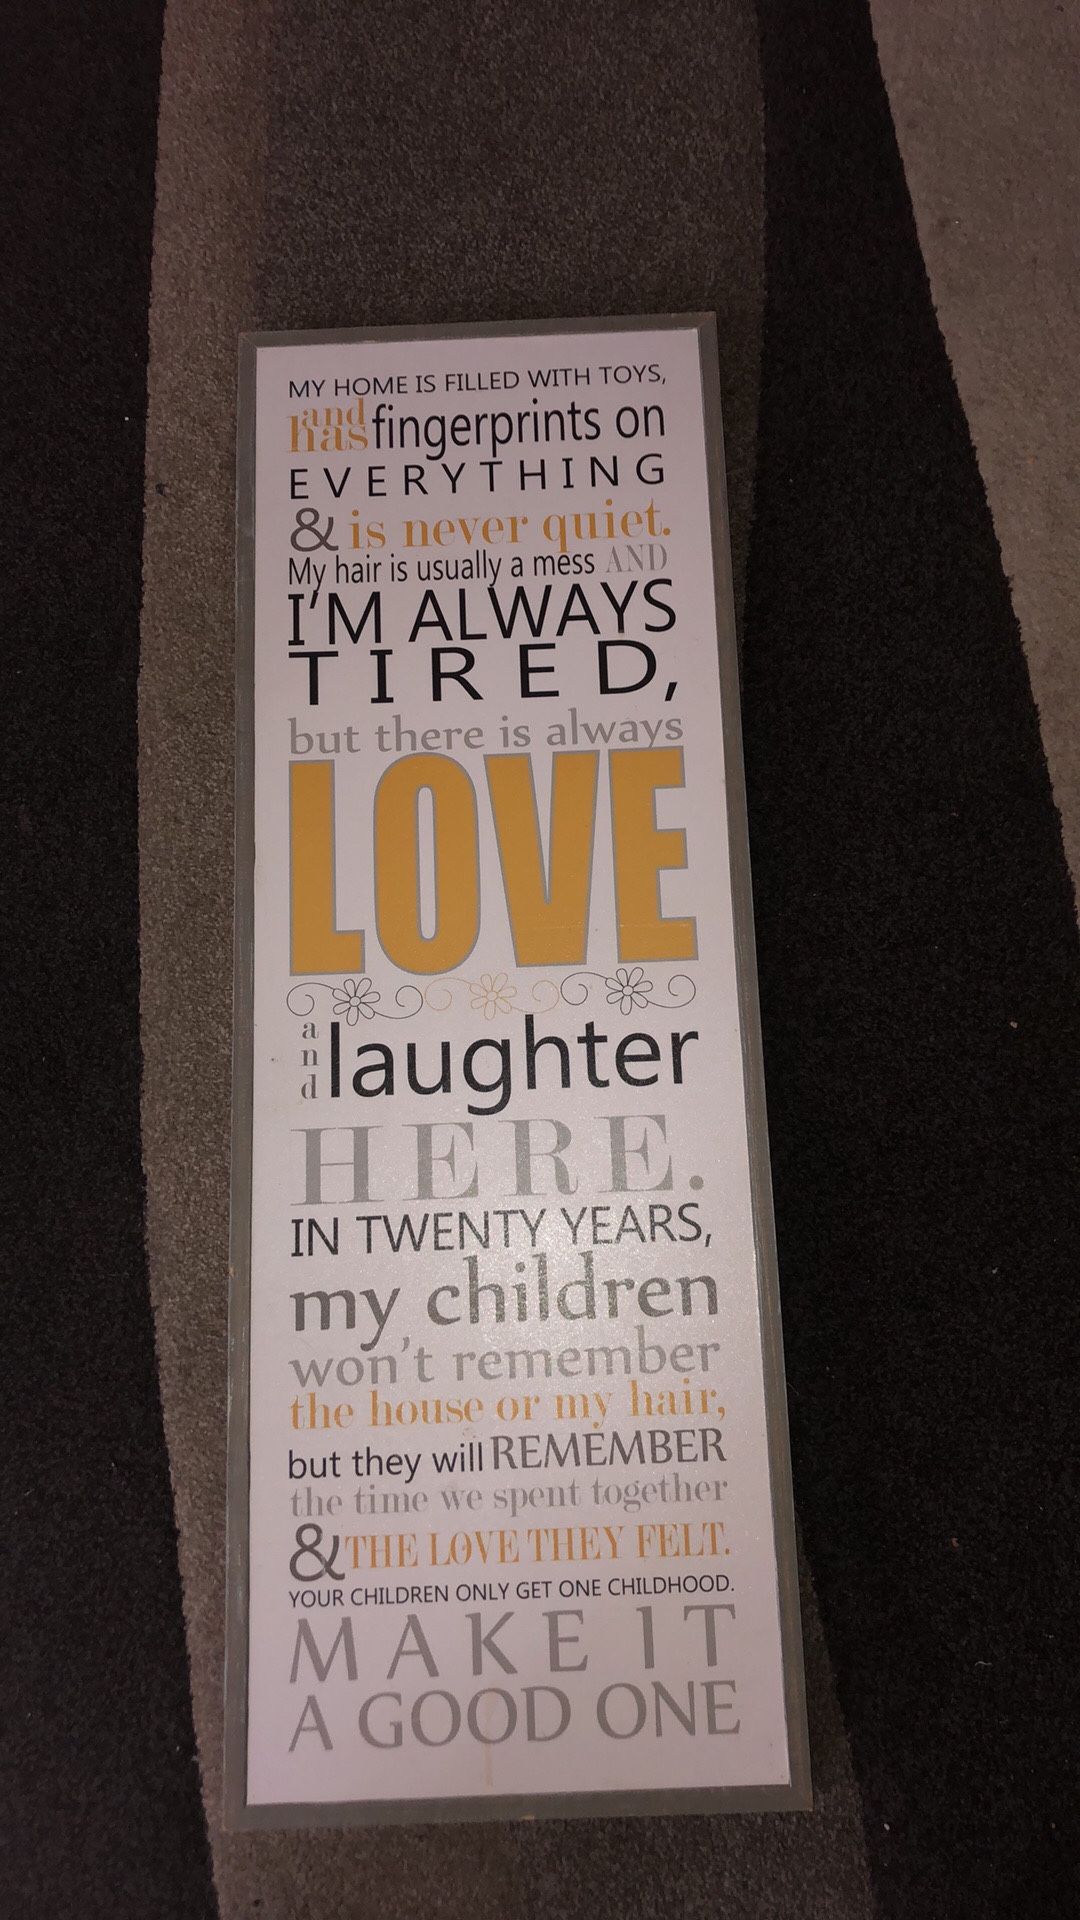 MY HOME IS FILLED WITH TOYS,
and has fingerprints on
EVERYTHING
& is never quiet.
My hair is usually a mess AND
I'M ALWAYS
TIRED,
but there is always
LOVE
and laughter
HERE.
IN TWENTY YEARS,
my children
won't remember
the house or my hair,
but they will REMEMBER
the time we spent together
& THE LOVE THEY FELT.
YOUR CHILDREN ONLY GET ONE CHILDHOOD.
MAKE IT
A GOOD ONE